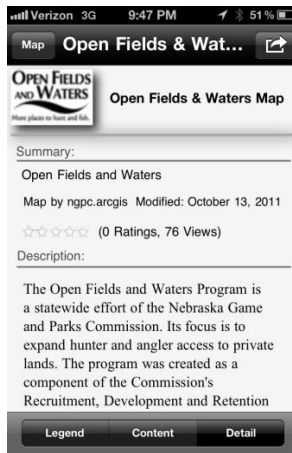 Verizon 3G 9:47 PM 51%
Map Open Fields & Wat...
OPEN FIELDS
AND WATERS
More places to hunt and fish.
Open Fields & Waters Map
Summary:
Open Fields and Waters
Map by ngpc.arcgis Modified: October 13, 2011
(0 Ratings, 76 Views)
Description:
The Open Fields and Waters Program is
a statewide effort of the Nebraska Game
and Parks Commission. Its focus is to
expand hunter and angler access to private
lands. The program was created as a
component of the Commission's
Recruitment, Development and Retention
Legend Content Detail